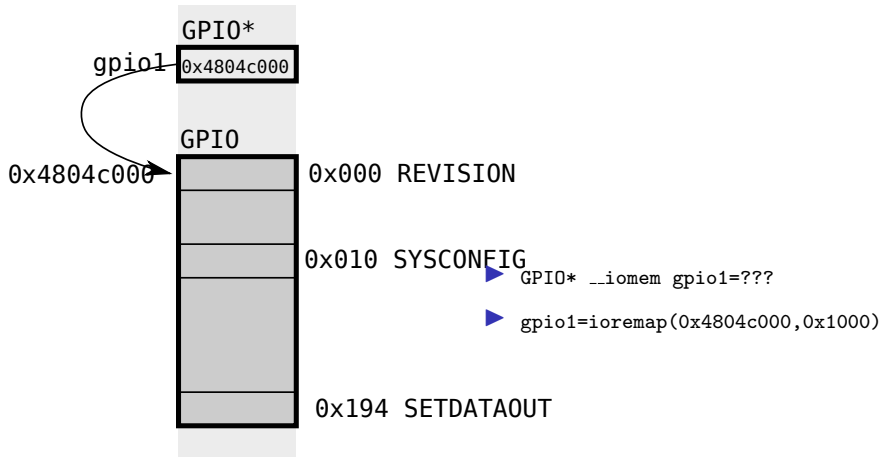 GPIO*
gpio1
0x4804c000
GPIO
0x4804c000
0x000 REVISION
0x010 SYSCONFIG
GPIO* __iomem gpio1=???
gpio1=ioremap(0x4804c000,0x1000)
0x194 SETDATAOUT